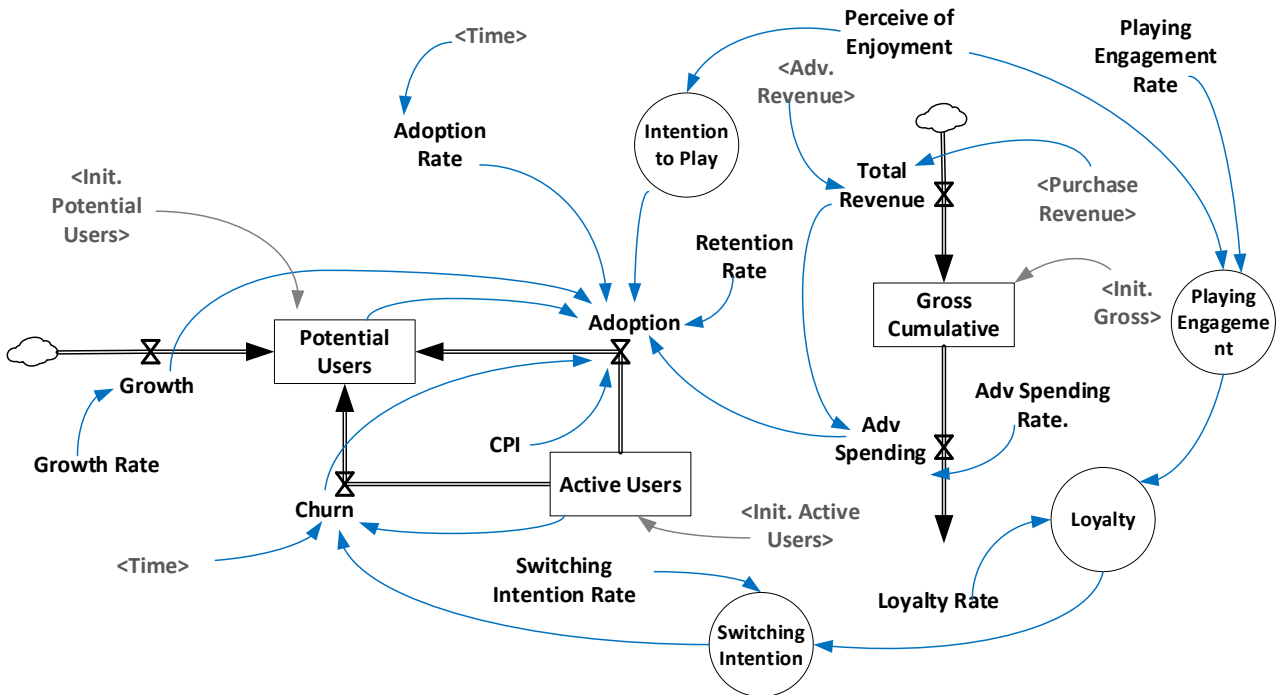 <Time>
Perceive of
Enjoyment
Playing
Engagement
Rate
<Adv.
Revenue>
Adoption
Rate
Intention
to Play
Total
Revenue
<Purchase
Revenue>
<Init.
Potential
Users>
Retention
Rate
Gross
Cumulative
<Init.
Gross>
Playing
Engageme
nt
Potential
Users
Adoption
Growth
Growth Rate
CPI
Adv
Spending
Adv Spending
Rate.
Active Users
Churn
<Init. Active
Users>
Loyalty
<Time>
Switching
Intention Rate
Loyalty Rate
Switching
Intention